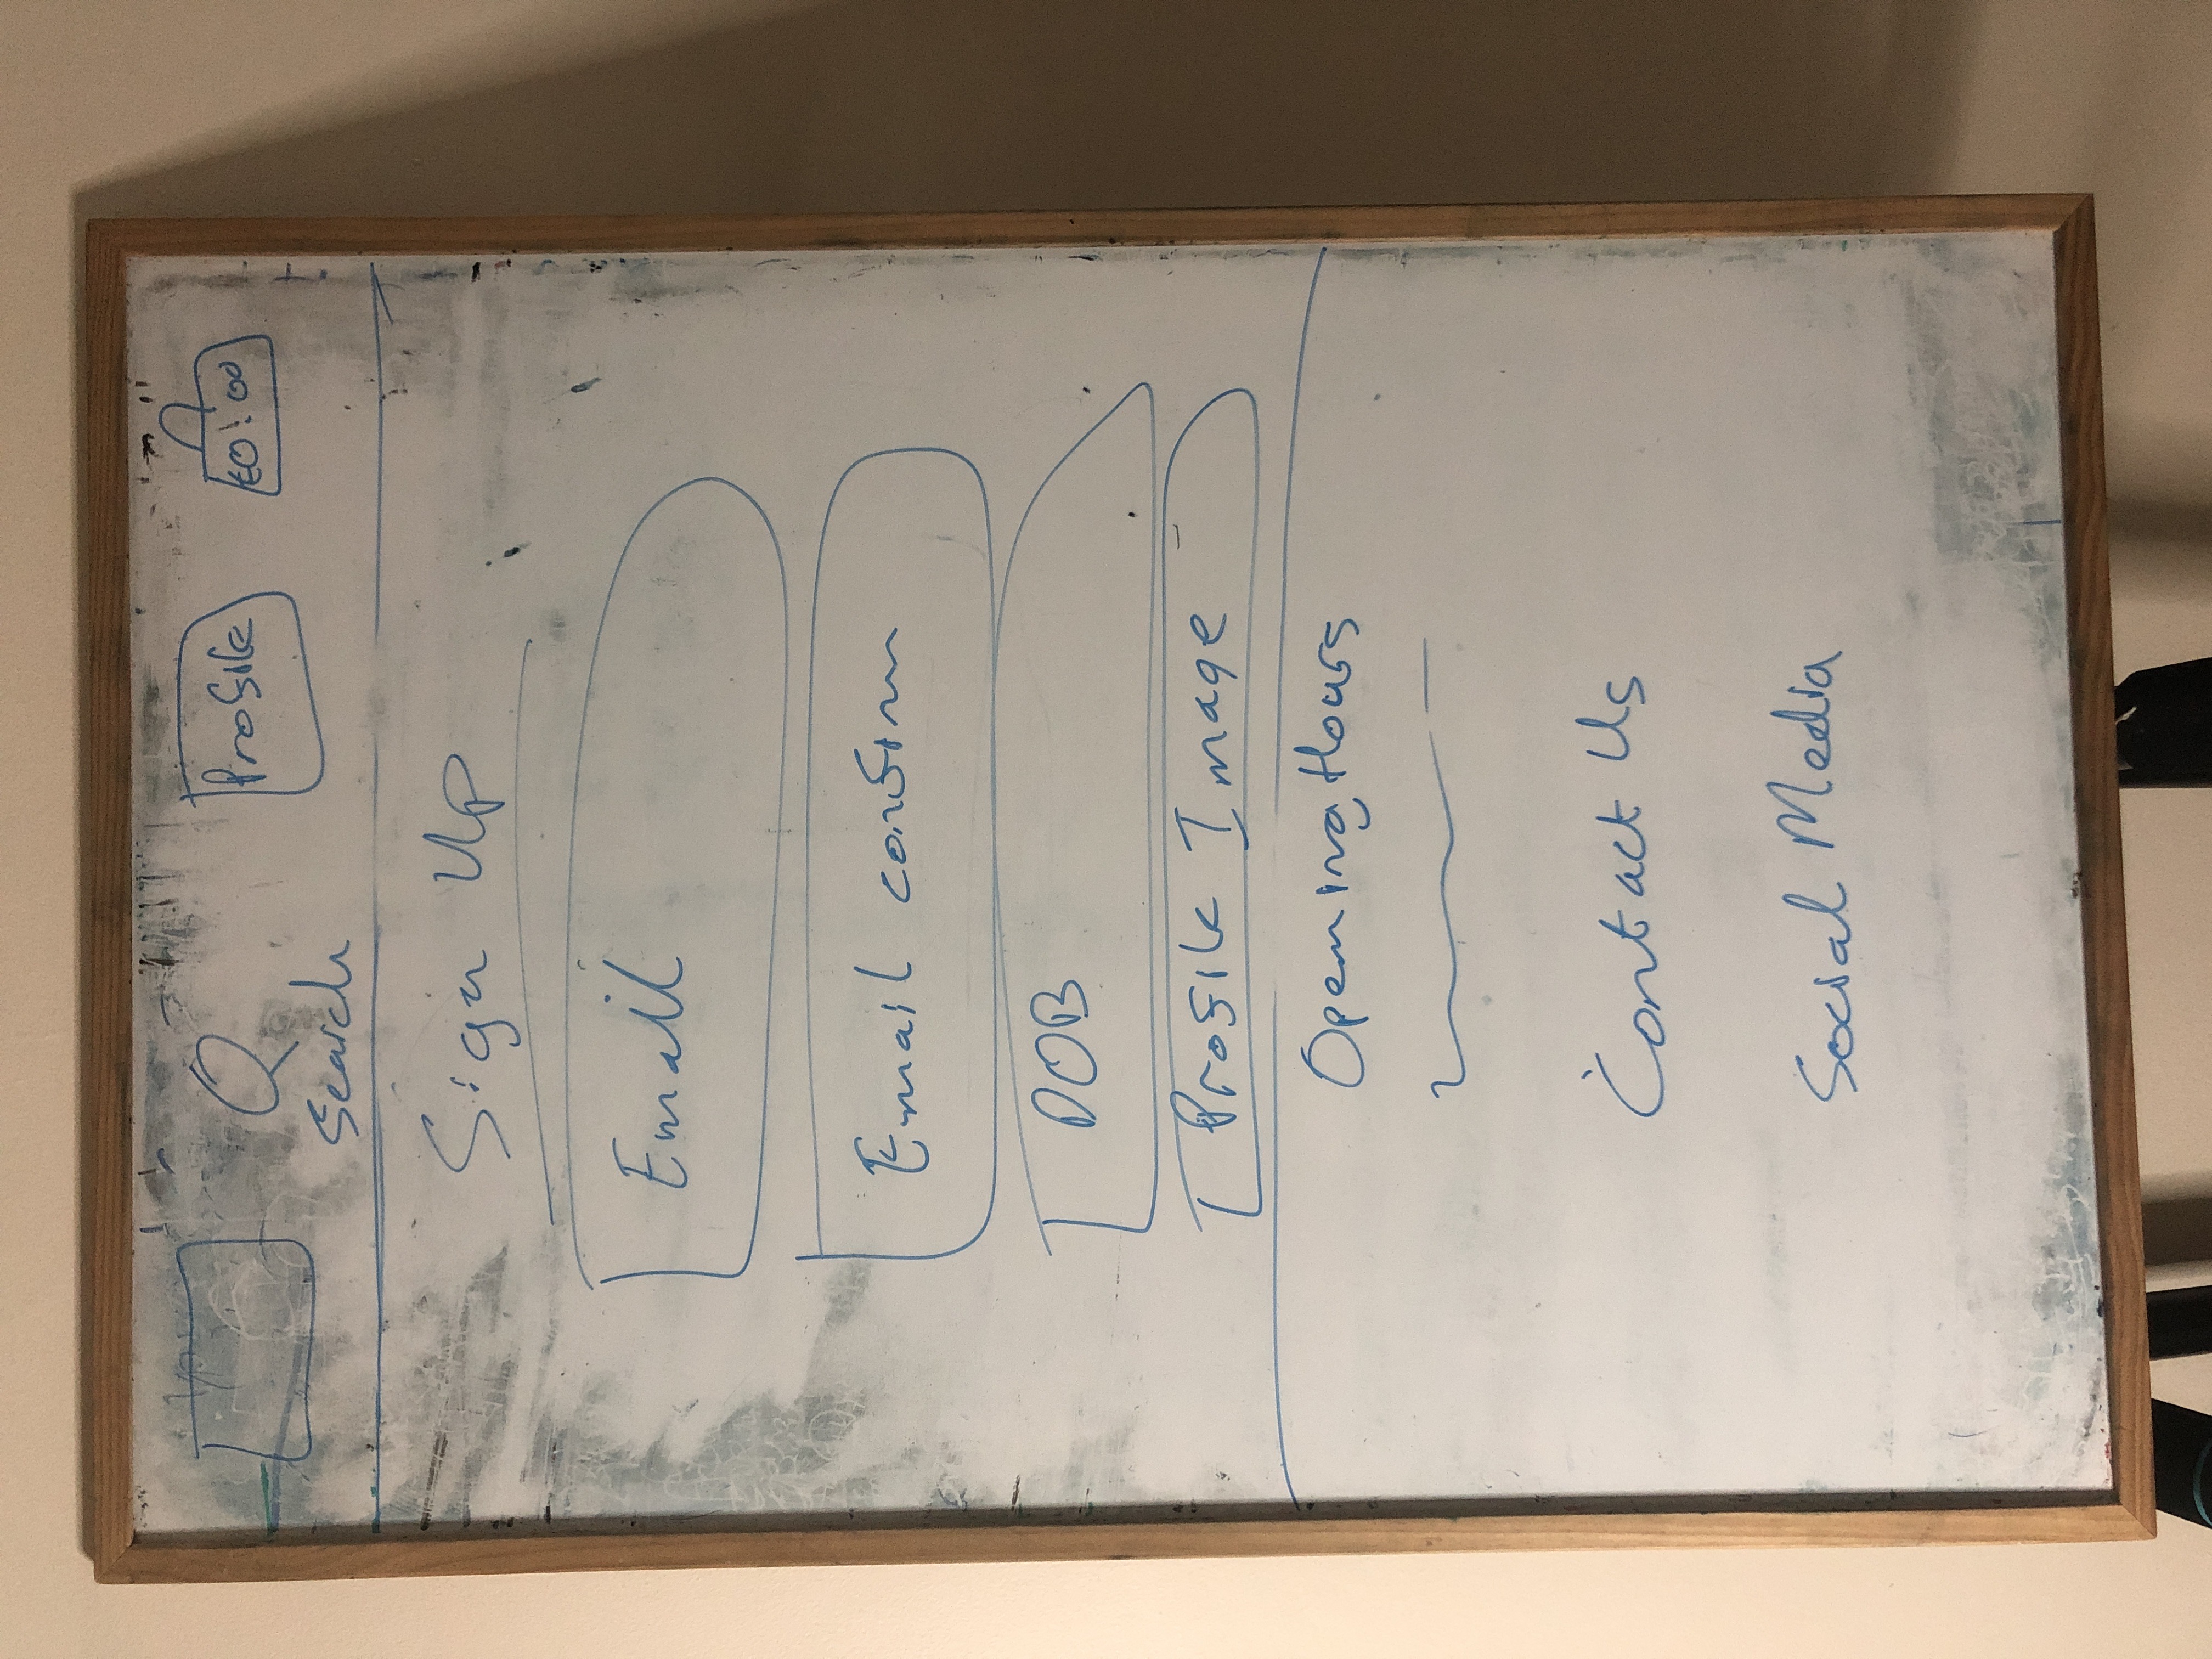 Profile
£0.00
Search
Sign Up
Email
Email confirm
DOB
Profile Image
Opening Hours
Contact Us
Social Media